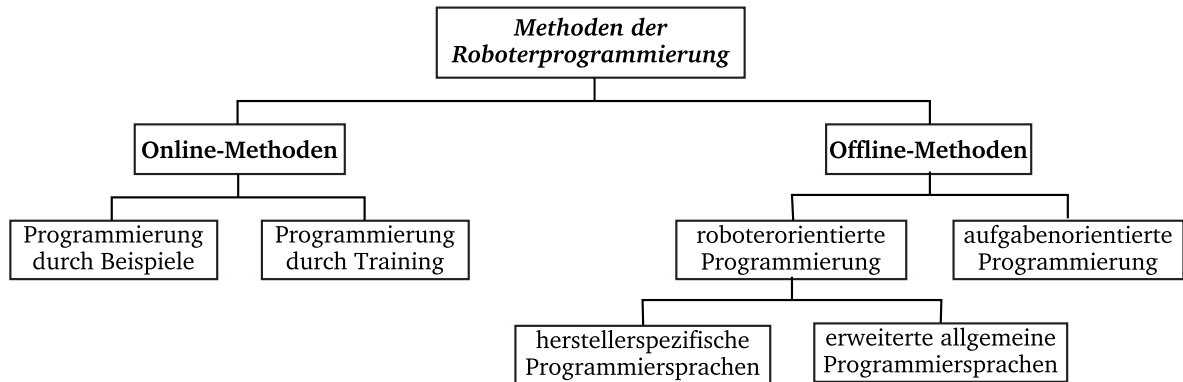 Methoden der
Roboterprogrammierung
Online-Methoden
Offline-Methoden
Programmierung
durch Beispiele
Programmierung
durch Training
roboterorientierte
Programmierung
aufgabenorientierte
Programmierung
herstellerspezifische
Programmiersprachen
erweiterte allgemeine
Programmiersprachen